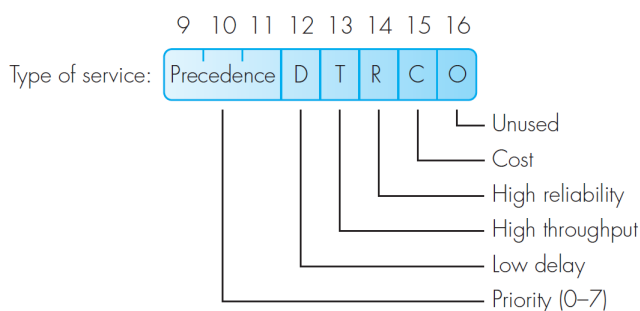 9 10 11 12 13 14 15 16
Type of service: Precedence D T R C O
Unused
Cost
High reliability
High throughput
Low delay
Priority (0–7)